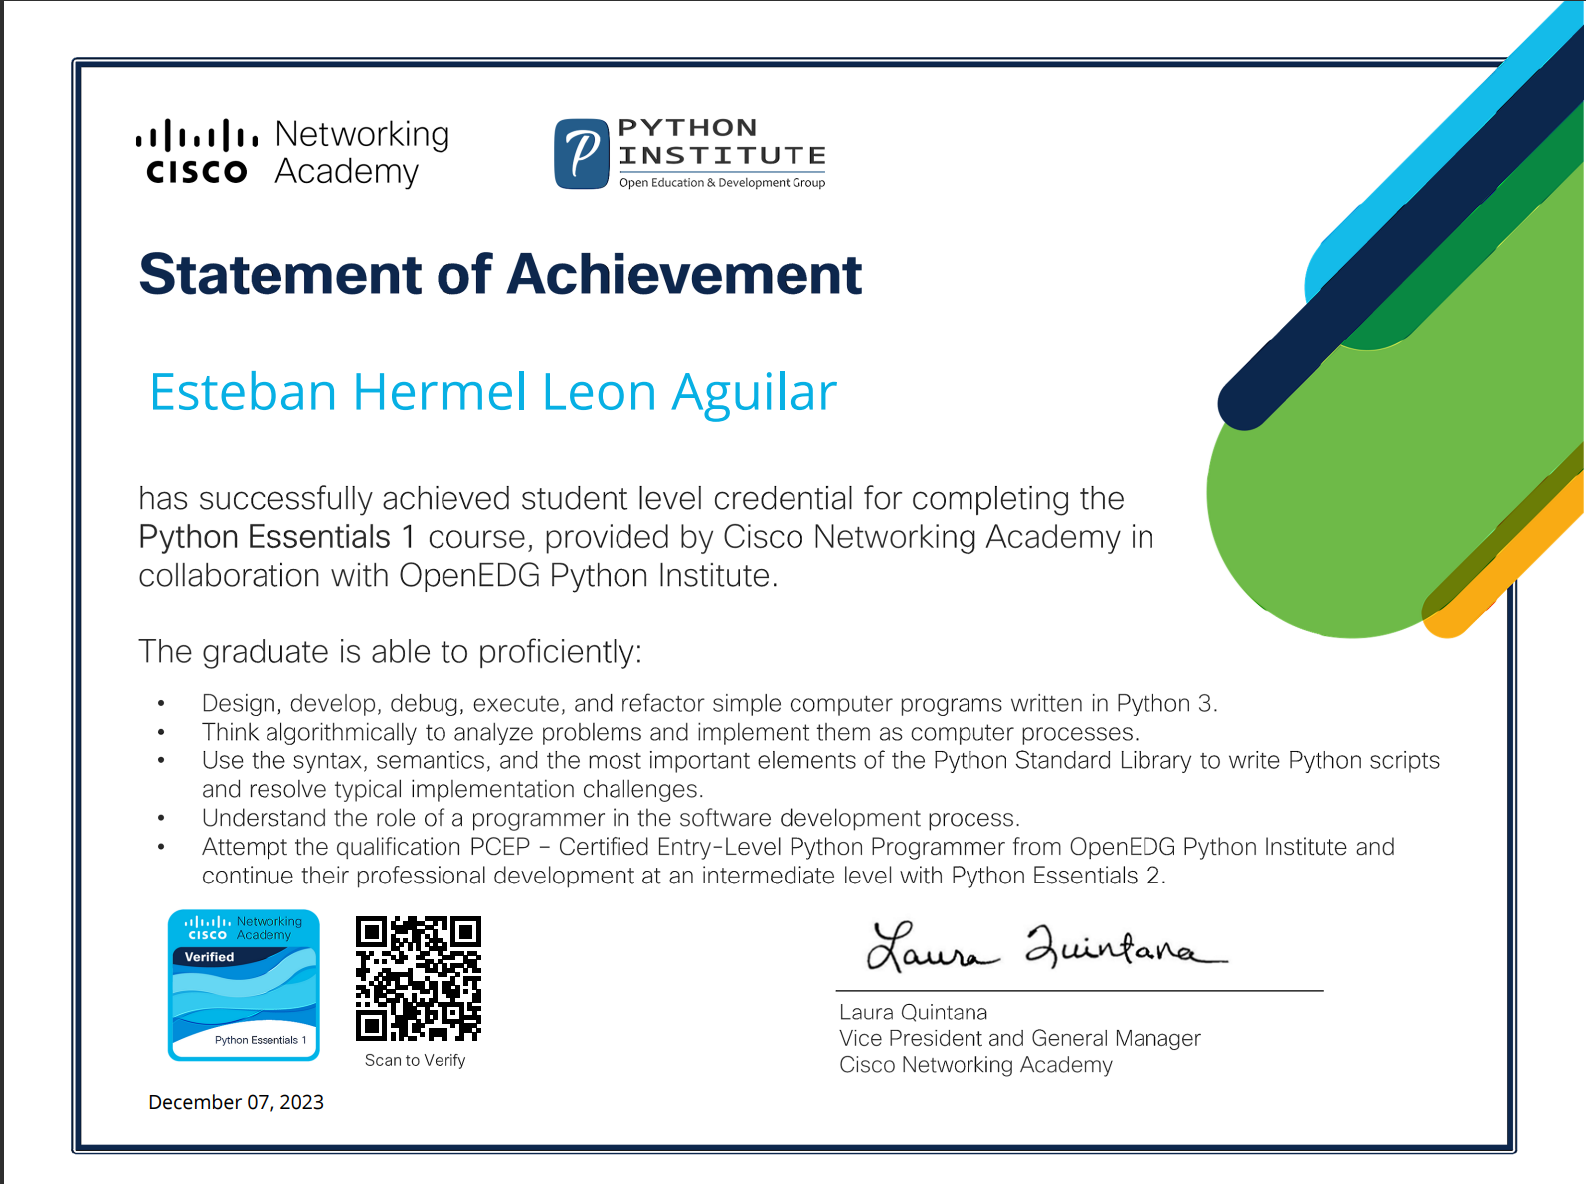 CISCO Networking
Academy
PYTHON
INSTITUTE
Open Education & Development Group
Statement of Achievement
Esteban Hermel Leon Aguilar
has successfully achieved student level credential for completing the
Python Essentials 1 course, provided by Cisco Networking Academy in
collaboration with OpenEDG Python Institute.
The graduate is able to proficiently:
• Design, develop, debug, execute, and refactor simple computer programs written in Python 3.
• Think algorithmically to analyze problems and implement them as computer processes.
• Use the syntax, semantics, and the most important elements of the Python Standard Library to write Python scripts
and resolve typical implementation challenges.
• Understand the role of a programmer in the software development process.
• Attempt the qualification PCEP – Certified Entry-Level Python Programmer from OpenEDG Python Institute and
continue their professional development at an intermediate level with Python Essentials 2.
CISCO Networking
Academy
Verified
Python Essentials 1
Scan to Verify
December 07, 2023
Laura Quintana
Laura Quintana
Vice President and General Manager
Cisco Networking Academy